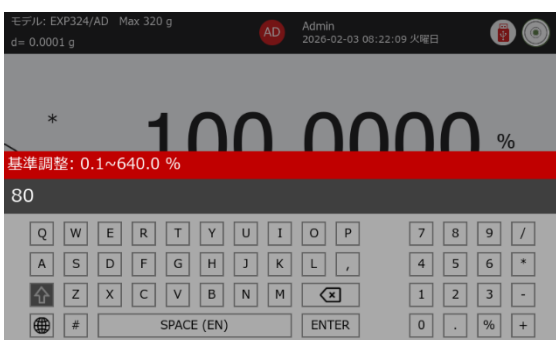 モデル: EXP324/AD Max 320 g
d= 0.0001 g
AD
Admin
2026-02-03 08:22:09 火曜日
*
100.0000 %
基準調整: 0.1~640.0 %
80
Q W E R T Y U I O P 7 8 9 /
A S D F G H J K L , 4 5 6 *
Z X C V B N M 1 2 3 -
# SPACE (EN) ENTER 0 . % +